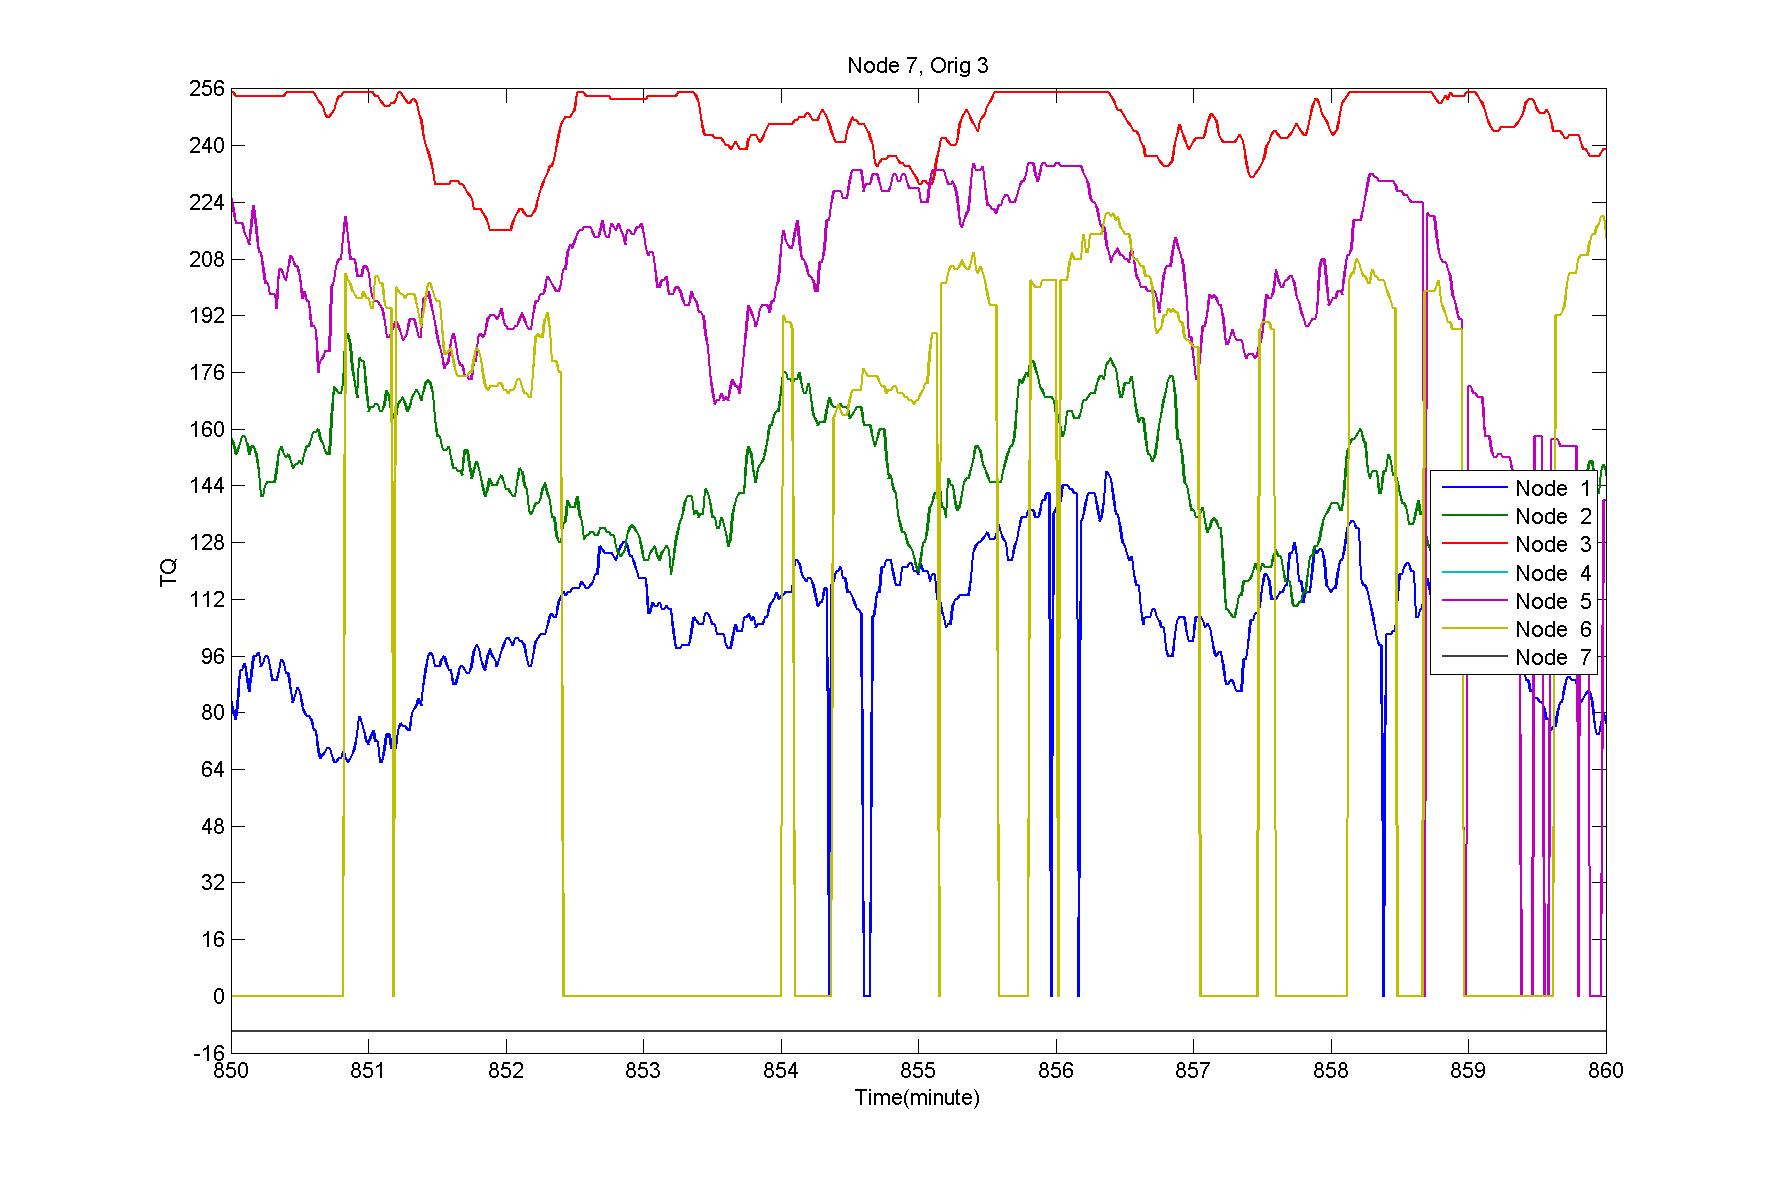 Node 7, Orig 3
256
240
224
208
192
176
160
144
128
112
96
80
64
48
32
16
0
-16
TQ
Node 1
Node 2
Node 3
Node 4
Node 5
Node 6
Node 7
850 851 852 853 854 855 856 857 858 859 860
Time(minute)